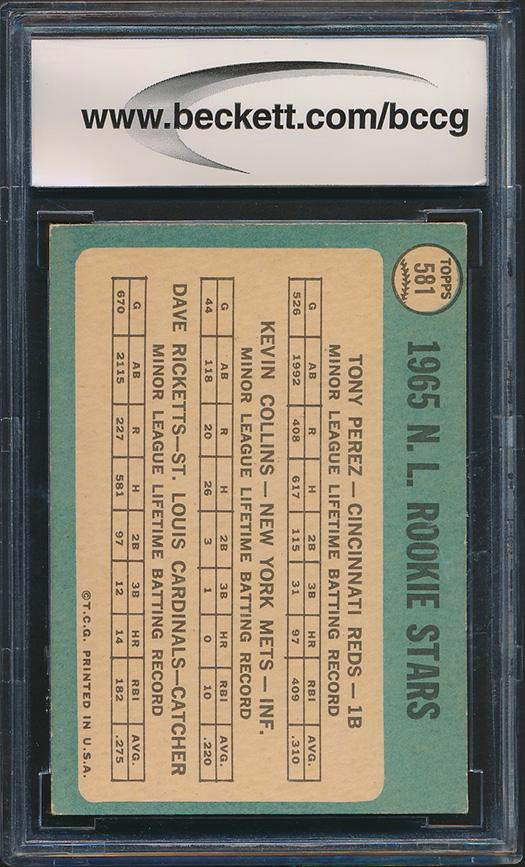 www.beckett.com/bccg
TOPPS
581
1965 N. L. ROOKIE STARS
TONY PEREZ—CINCINNATI REDS—1B
MINOR LEAGUE LIFETIME BATTING RECORD
G AB R H 2B 3B HR RBI AVG.
526 1992 408 617 115 31 97 409 .310
KEVIN COLLINS—NEW YORK METS—INF.
MINOR LEAGUE LIFETIME BATTING RECORD
G AB R H 2B 3B HR RBI AVG.
44 118 20 26 3 1 0 10 .220
DAVE RICKETTS—ST. LOUIS CARDINALS—CATCHER
MINOR LEAGUE LIFETIME BATTING RECORD
G AB R H 2B 3B HR RBI AVG.
670 2115 227 581 97 12 14 182 .275
©T.C.G. PRINTED IN U.S.A.